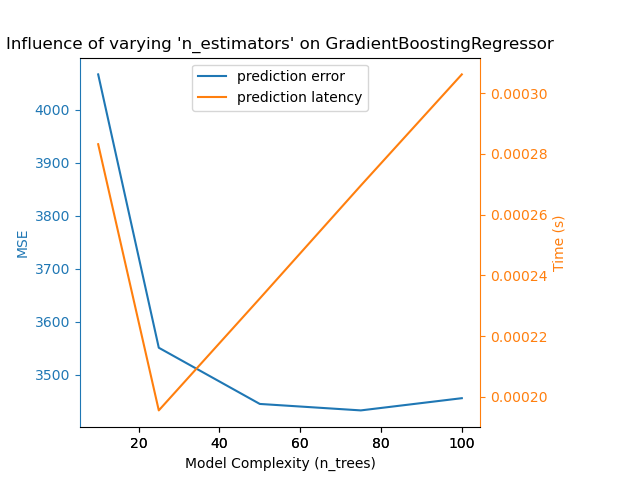 Influence of varying 'n_estimators' on GradientBoostingRegressor
prediction error
prediction latency
4000
3900
3800
3700
3600
3500
MSE
0.00030
0.00028
0.00026
0.00024
0.00022
0.00020
Time (s)
20 40 60 80 100
Model Complexity (n_trees)